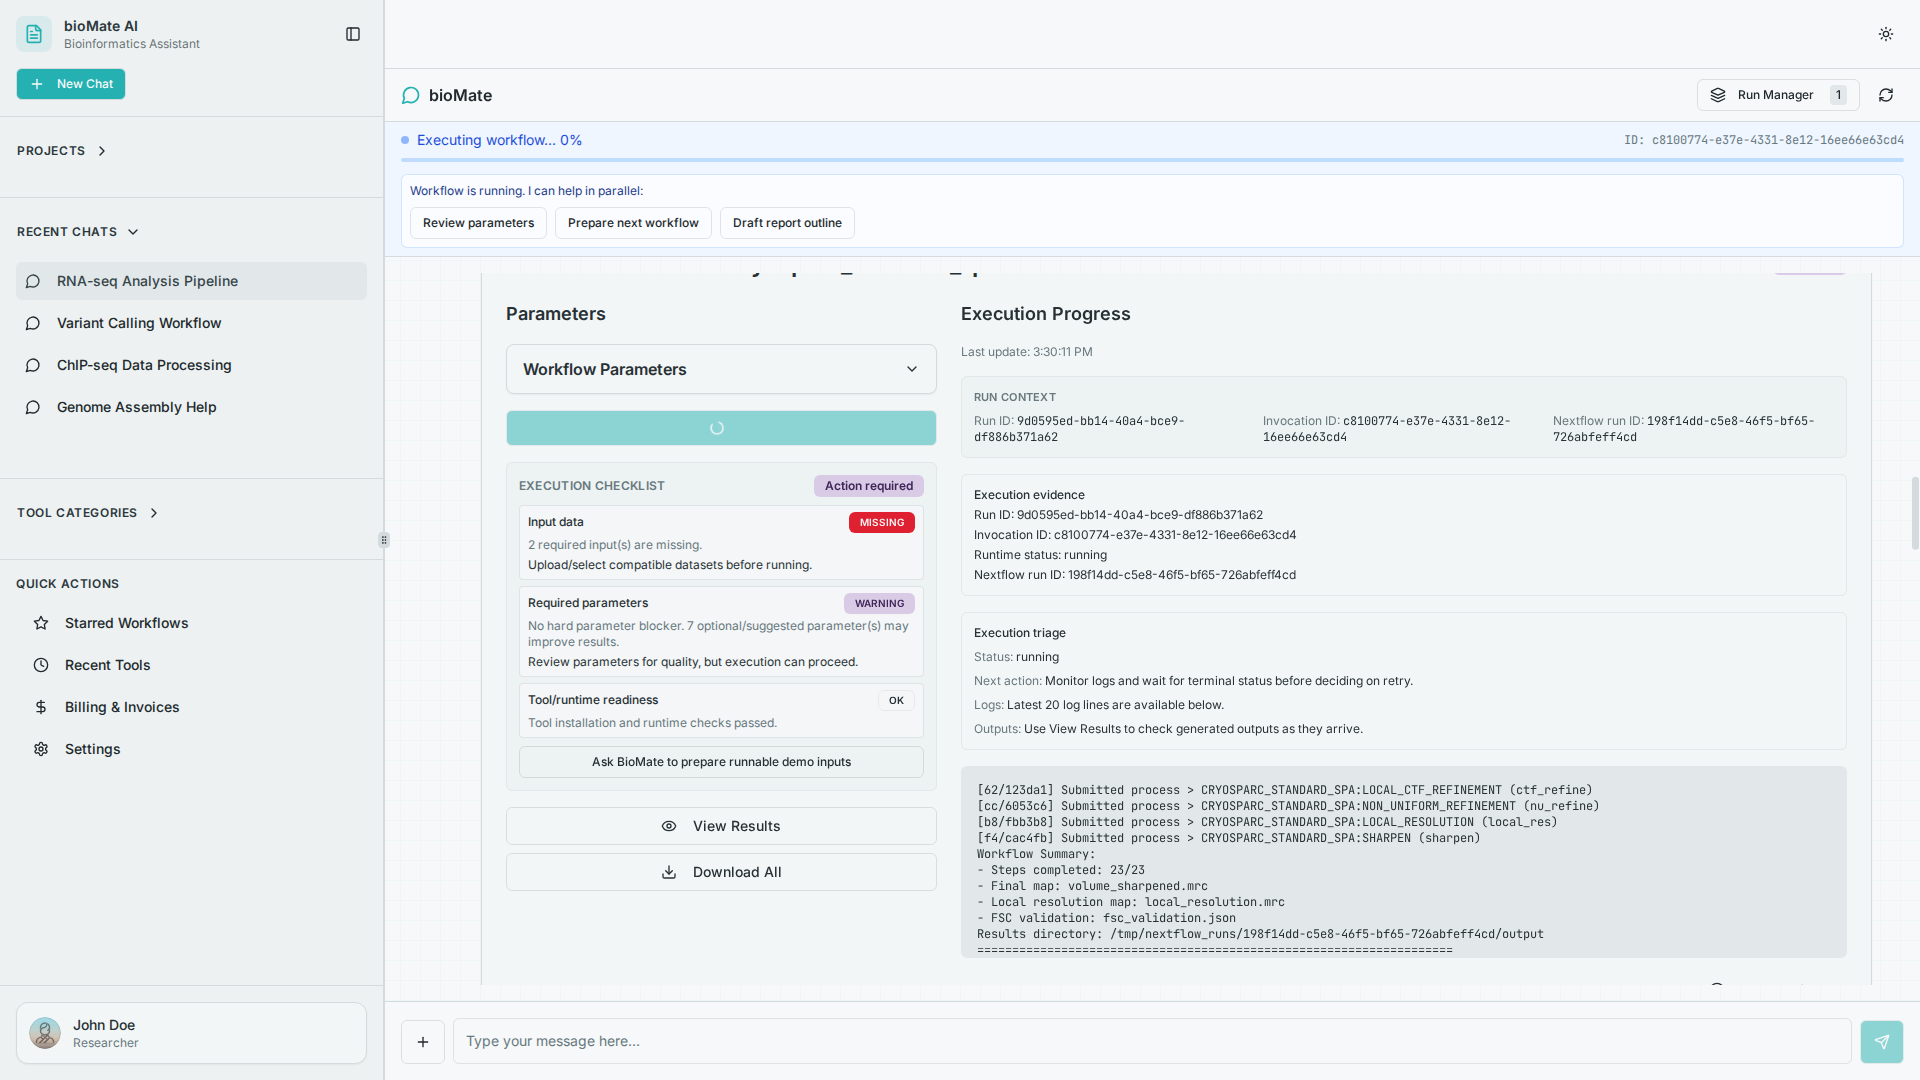 bioMate AI
Bioinformatics Assistant
New Chat
PROJECTS
RECENT CHATS
RNA-seq Analysis Pipeline
Variant Calling Workflow
ChIP-seq Data Processing
Genome Assembly Help
TOOL CATEGORIES
QUICK ACTIONS
Starred Workflows
Recent Tools
Billing & Invoices
Settings
John Doe
Researcher
bioMate
Run Manager 1
Executing workflow... 0%
ID: c8100774-e37e-4331-8e12-16ee66e63cd4
Workflow is running. I can help in parallel:
Review parameters
Prepare next workflow
Draft report outline
Parameters
Workflow Parameters
EXECUTION CHECKLIST
Action required
Input data
MISSING
2 required input(s) are missing.
Upload/select compatible datasets before running.
Required parameters
WARNING
No hard parameter blocker. 7 optional/suggested parameter(s) may
improve results.
Review parameters for quality, but execution can proceed.
Tool/runtime readiness
OK
Tool installation and runtime checks passed.
Ask BioMate to prepare runnable demo inputs
View Results
Download All
Execution Progress
Last update: 3:30:11 PM
RUN CONTEXT
Run ID: 9d0595ed-bb14-40a4-bce9-
df886b371a62
Invocation ID: c8100774-e37e-4331-8e12-
16ee66e63cd4
Nextflow run ID: 198f14dd-c5e8-46f5-bf65-
726abfeff4cd
Execution evidence
Run ID: 9d0595ed-bb14-40a4-bce9-df886b371a62
Invocation ID: c8100774-e37e-4331-8e12-16ee66e63cd4
Runtime status: running
Nextflow run ID: 198f14dd-c5e8-46f5-bf65-726abfeff4cd
Execution triage
Status: running
Next action: Monitor logs and wait for terminal status before deciding on retry.
Logs: Latest 20 log lines are available below.
Outputs: Use View Results to check generated outputs as they arrive.
[62/123da1] Submitted process > CRYOSPARC_STANDARD_SPA:LOCAL_CTF_REFINEMENT (ctf_refine)
[cc/6053c6] Submitted process > CRYOSPARC_STANDARD_SPA:NON_UNIFORM_REFINEMENT (nu_refine)
[b8/fbb3b8] Submitted process > CRYOSPARC_STANDARD_SPA:LOCAL_RESOLUTION (local_res)
[f4/cac4fb] Submitted process > CRYOSPARC_STANDARD_SPA:SHARPEN (sharpen)
Workflow Summary:
- Steps completed: 23/23
- Final map: volume_sharpened.mrc
- Local resolution map: local_resolution.mrc
- FSC validation: fsc_validation.json
Results directory: /tmp/nextflow_runs/198f14dd-c5e8-46f5-bf65-726abfeff4cd/output
====================================================================
Type your message here...